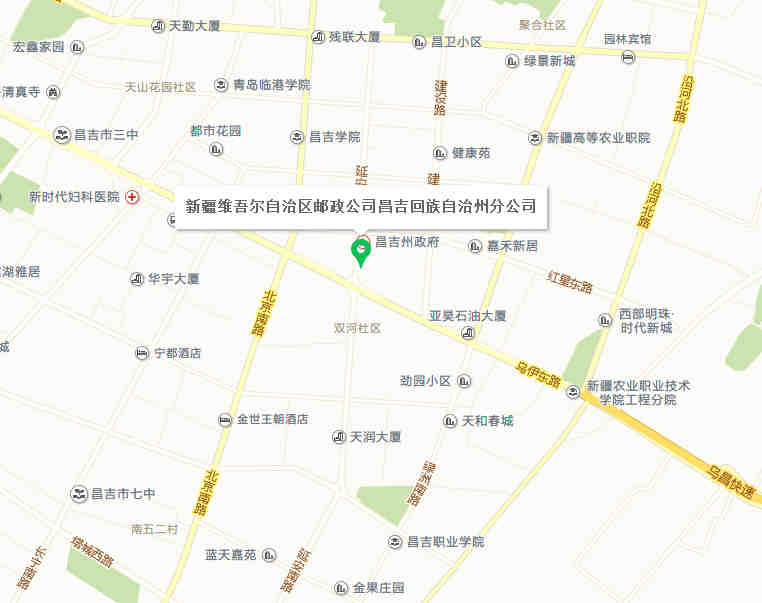 天勤大厦
残联大厦
聚合社区
园林宾馆
宏鑫家园
昌卫小区
绿景新城
清真寺
天山花园社区
青岛临港学院
建设路
沿河北路
昌吉市三中
都市花园
昌吉学院
健康苑
新疆高等农业职院
延安
建
新时代妇科医院
沿河北路
新疆维吾尔自治区邮政公司昌吉回族自治州分公司
昌吉州政府
嘉禾新居
湖雅居
华宇大厦
红星东路
北京南路
双河社区
亚昊石油大厦
西部明珠·
时代新城
城
宁都酒店
乌伊东路
劲园小区
新疆农业职业技术
学院工程分院
金世王朝酒店
天和春城
天润大厦
绿洲南路
乌昌快速
北京南路
昌吉市七中
南五二村
塔城西路
蓝天嘉苑
昌吉职业学院
延安南路
金果庄园